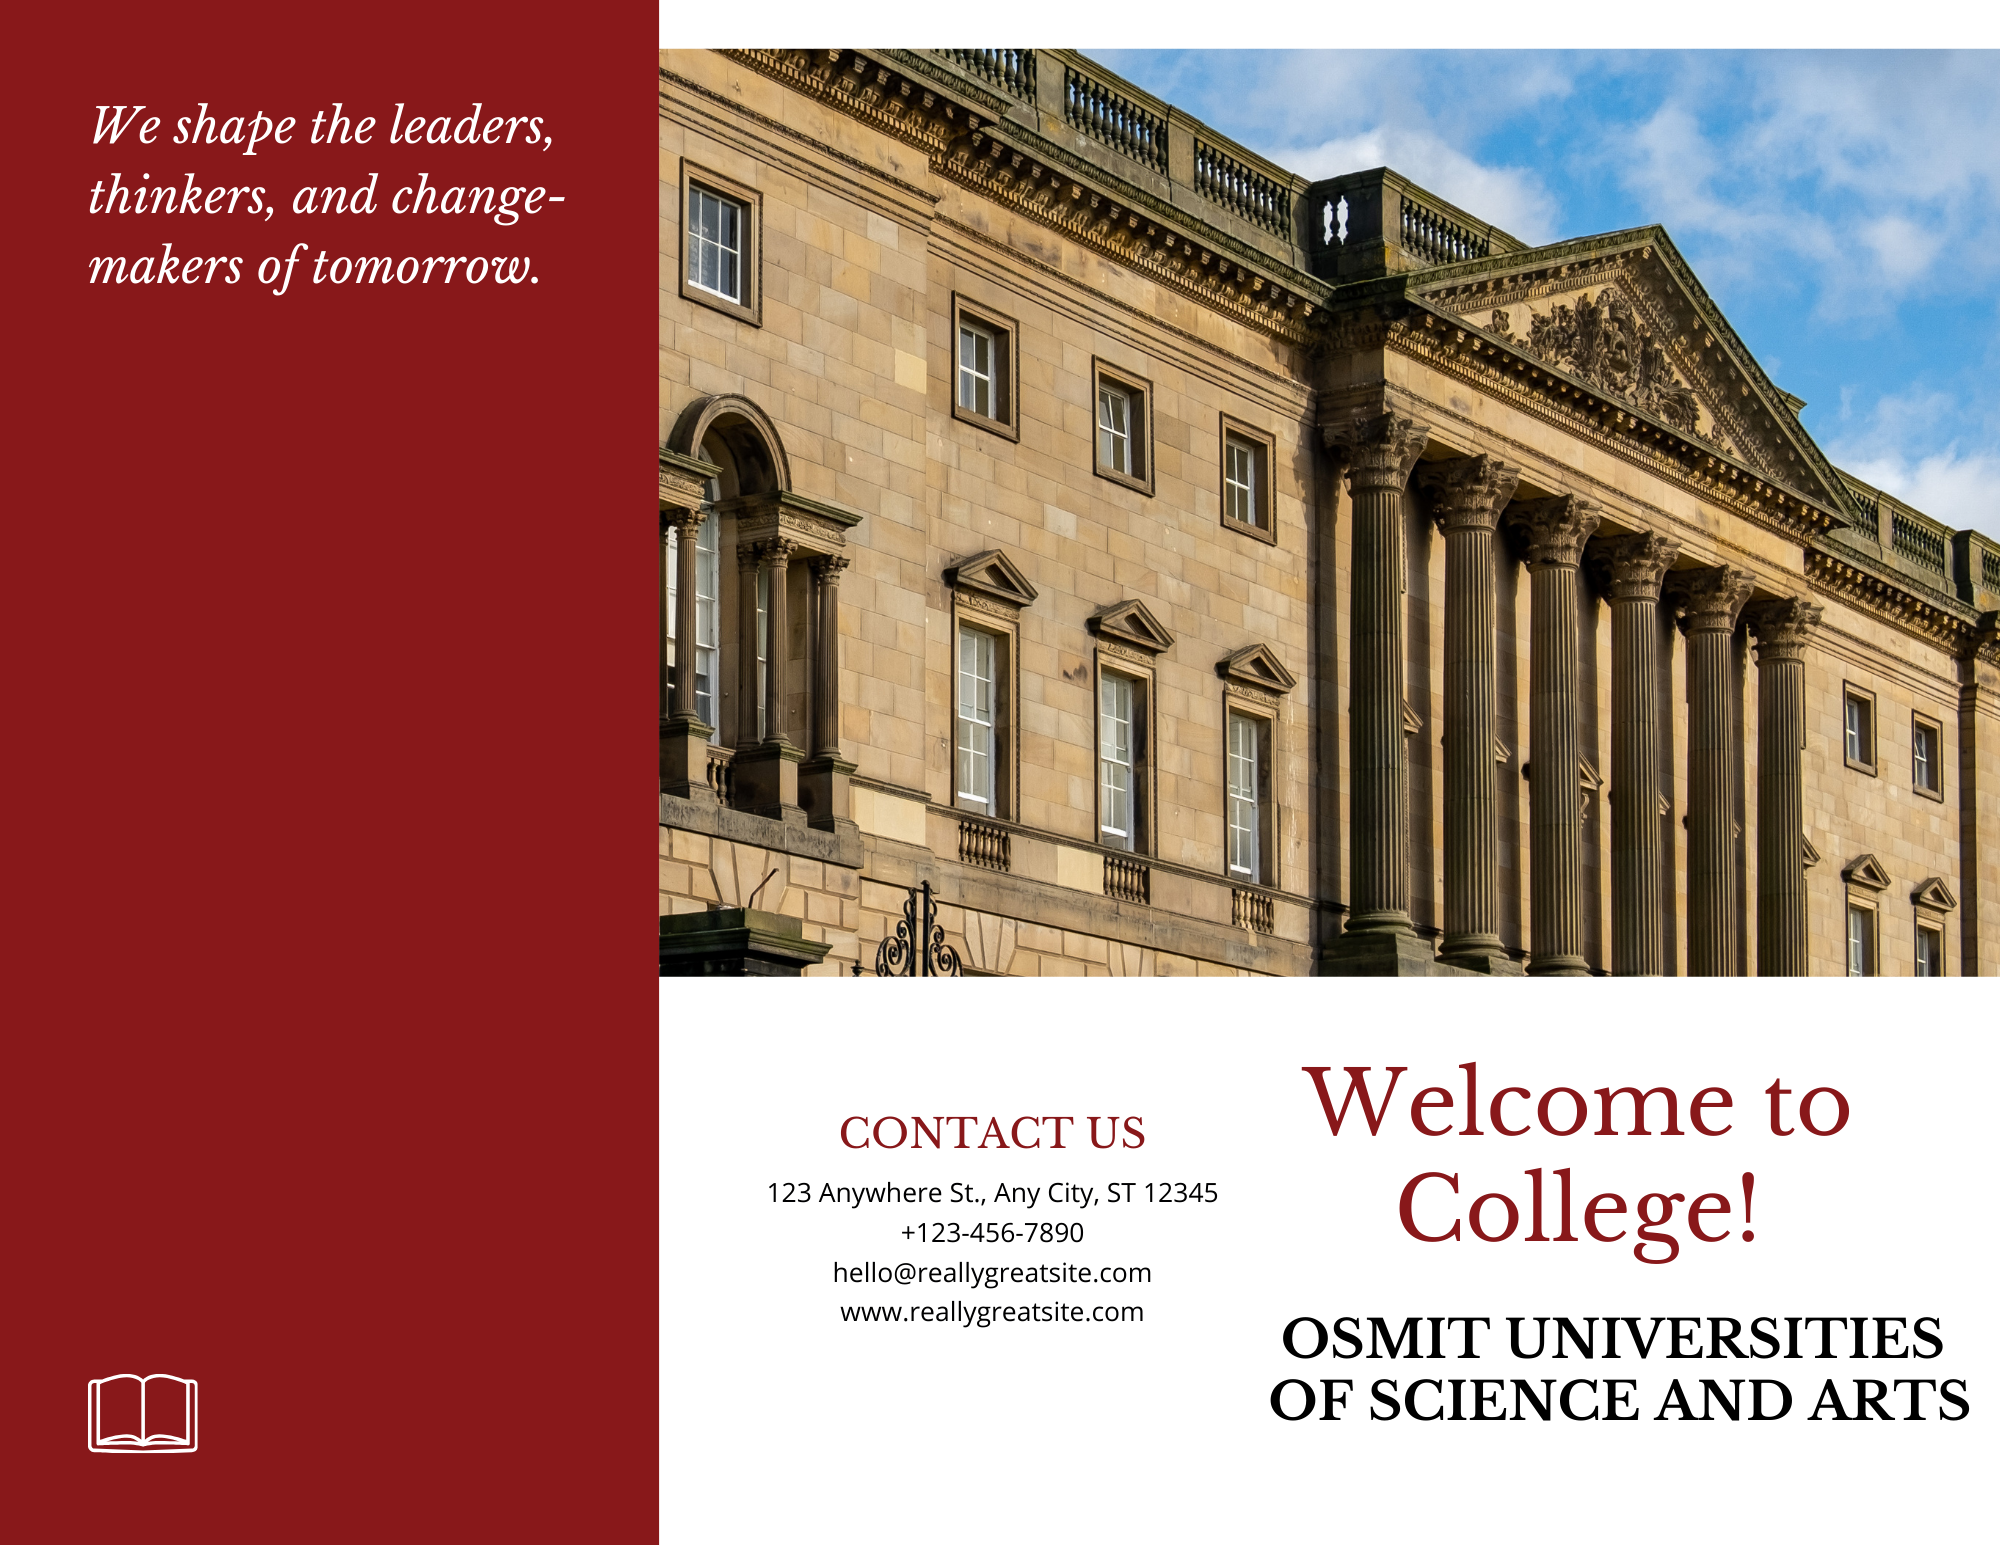 We shape the leaders,
thinkers, and change-
makers of tomorrow.
CONTACT US
123 Anywhere St., Any City, ST 12345
+123-456-7890
hello@reallygreatsite.com
www.reallygreatsite.com
Welcome to
College!
OSMIT UNIVERSITIES
OF SCIENCE AND ARTS